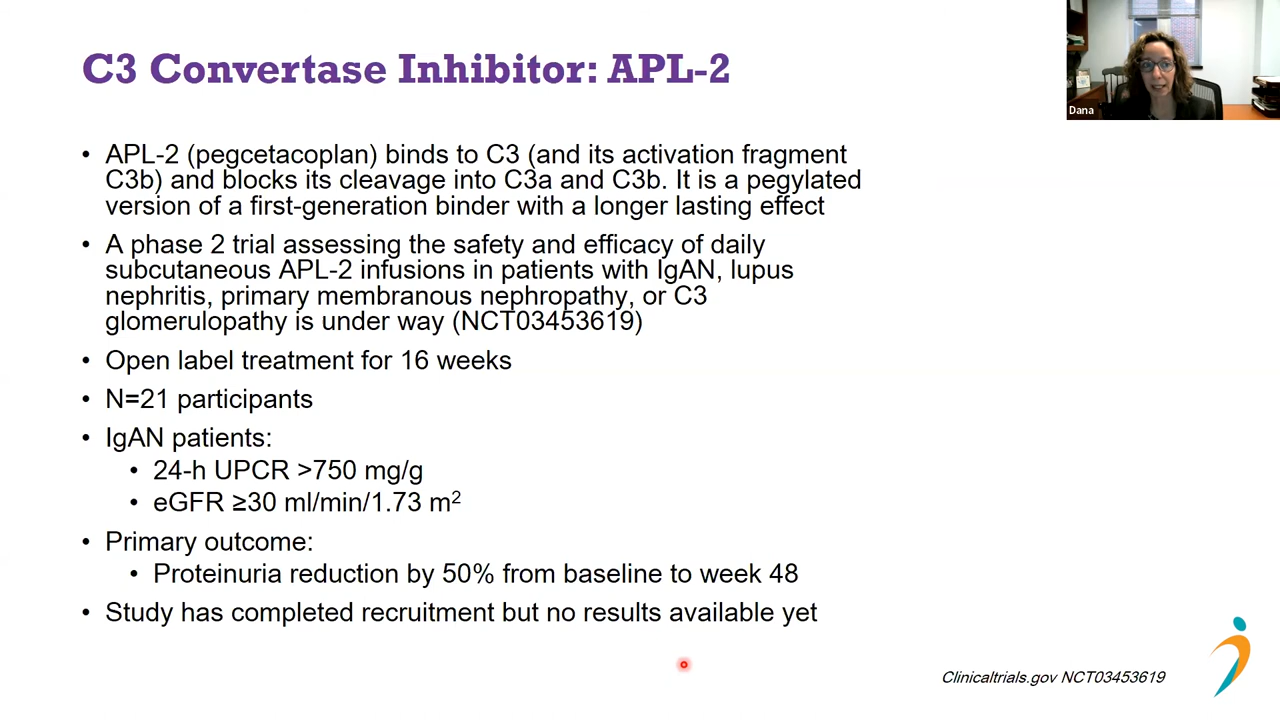 C3 Convertase Inhibitor: APL-2
Dana
• APL-2 (pegcetacoplan) binds to C3 (and its activation fragment
C3b) and blocks its cleavage into C3a and C3b. It is a pegylated
version of a first-generation binder with a longer lasting effect
• A phase 2 trial assessing the safety and efficacy of daily
subcutaneous APL-2 infusions in patients with IgAN, lupus
nephritis, primary membranous nephropathy, or C3
glomerulopathy is under way (NCT03453619)
• Open label treatment for 16 weeks
• N=21 participants
• IgAN patients:
• 24-h UPCR >750 mg/g
• eGFR ≥30 ml/min/1.73 m²
• Primary outcome:
• Proteinuria reduction by 50% from baseline to week 48
• Study has completed recruitment but no results available yet
Clinicaltrials.gov NCT03453619